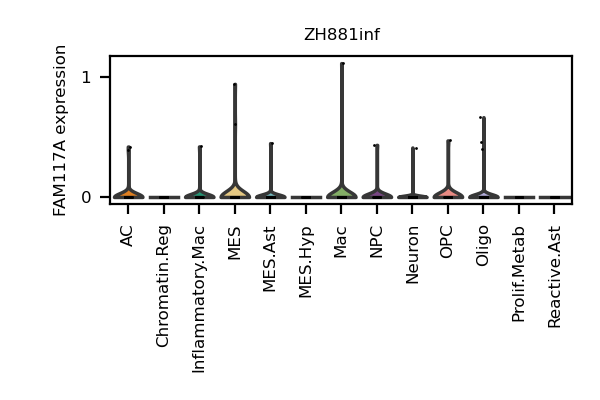 ZH881inf
FAM117A expression
1
0
AC
Chromatin.Reg
Inflammatory.Mac
MES
MES.Ast
MES.Hyp
Mac
NPC
Neuron
OPC
Oligo
Prolif.Metab
Reactive.Ast